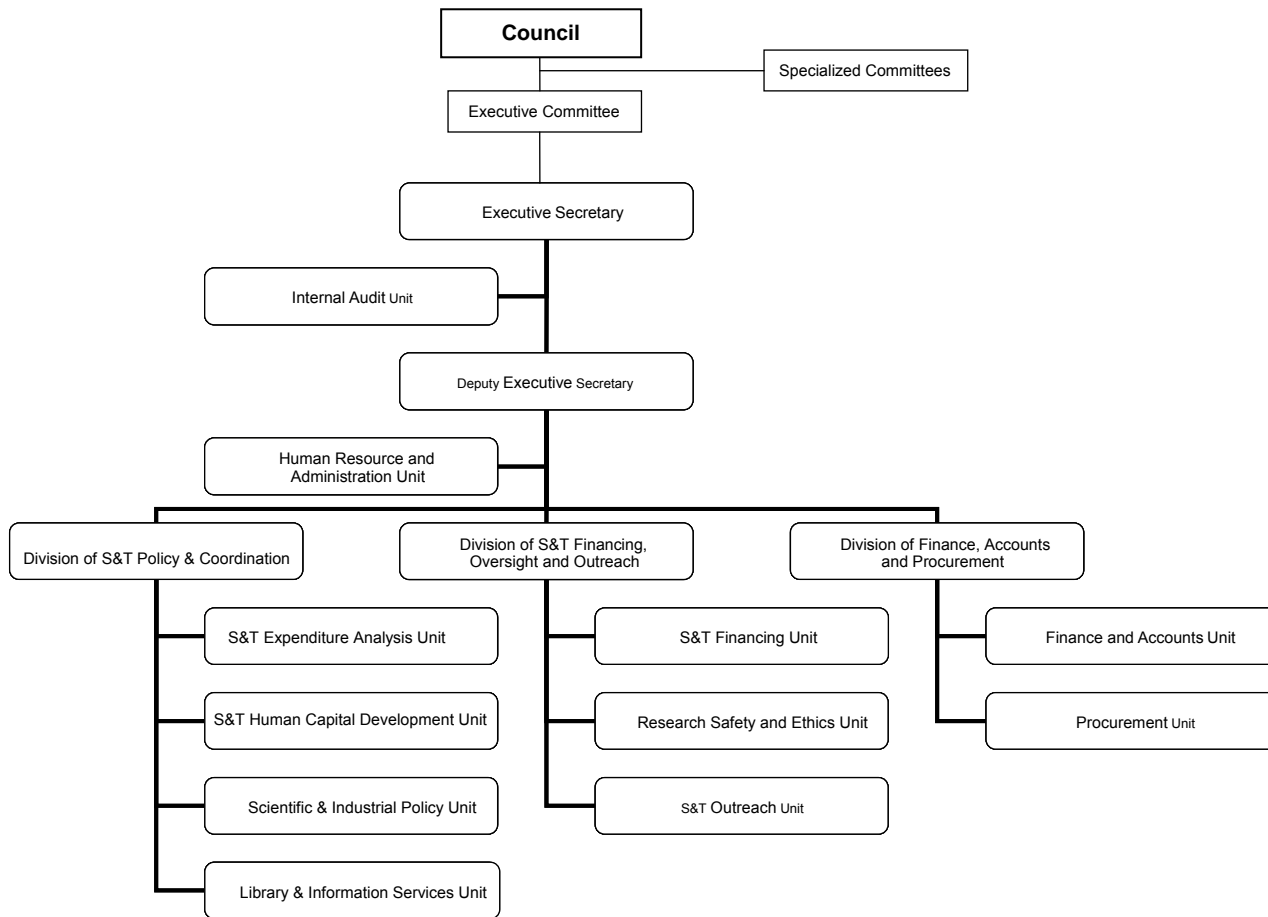 Council
Specialized Committees
Executive Committee
Executive Secretary
Internal Audit Unit
Deputy Executive Secretary
Human Resource and
Administration Unit
Division of S&T Policy & Coordination
Division of S&T Financing,
Oversight and Outreach
Division of Finance, Accounts
and Procurement
S&T Expenditure Analysis Unit
S&T Financing Unit
Finance and Accounts Unit
S&T Human Capital Development Unit
Research Safety and Ethics Unit
Procurement Unit
Scientific & Industrial Policy Unit
S&T Outreach Unit
Library & Information Services Unit